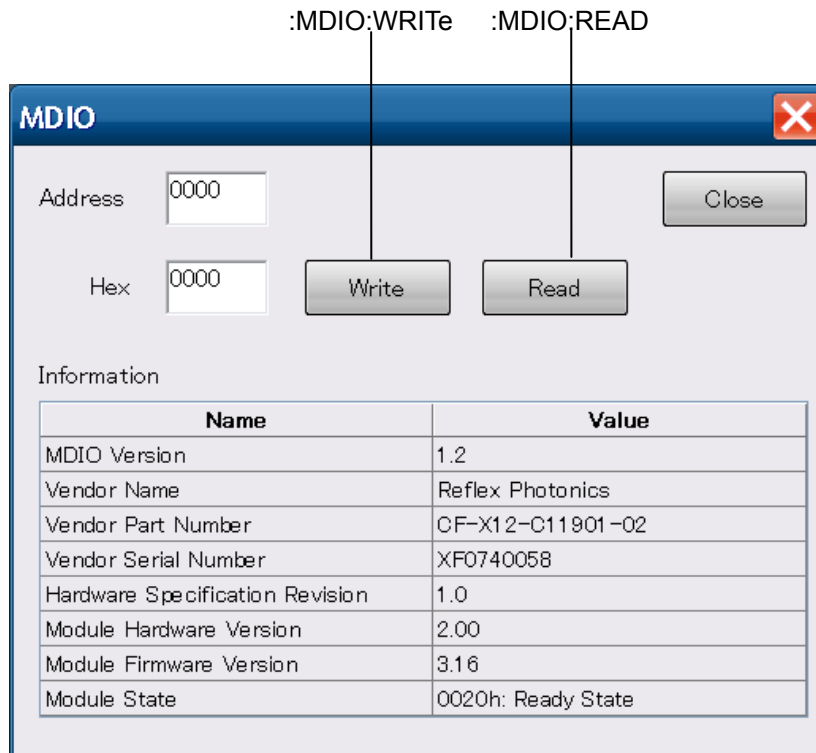 :MDIO:WRITe :MDIO:READ
MDIO
Address 0000 Close
Hex 0000 Write Read
Information
Name Value
MDIO Version 1.2
Vendor Name Reflex Photonics
Vendor Part Number CF-X12-C11901-02
Vendor Serial Number XF0740058
Hardware Specification Revision 1.0
Module Hardware Version 2.00
Module Firmware Version 3.16
Module State 0020h: Ready State